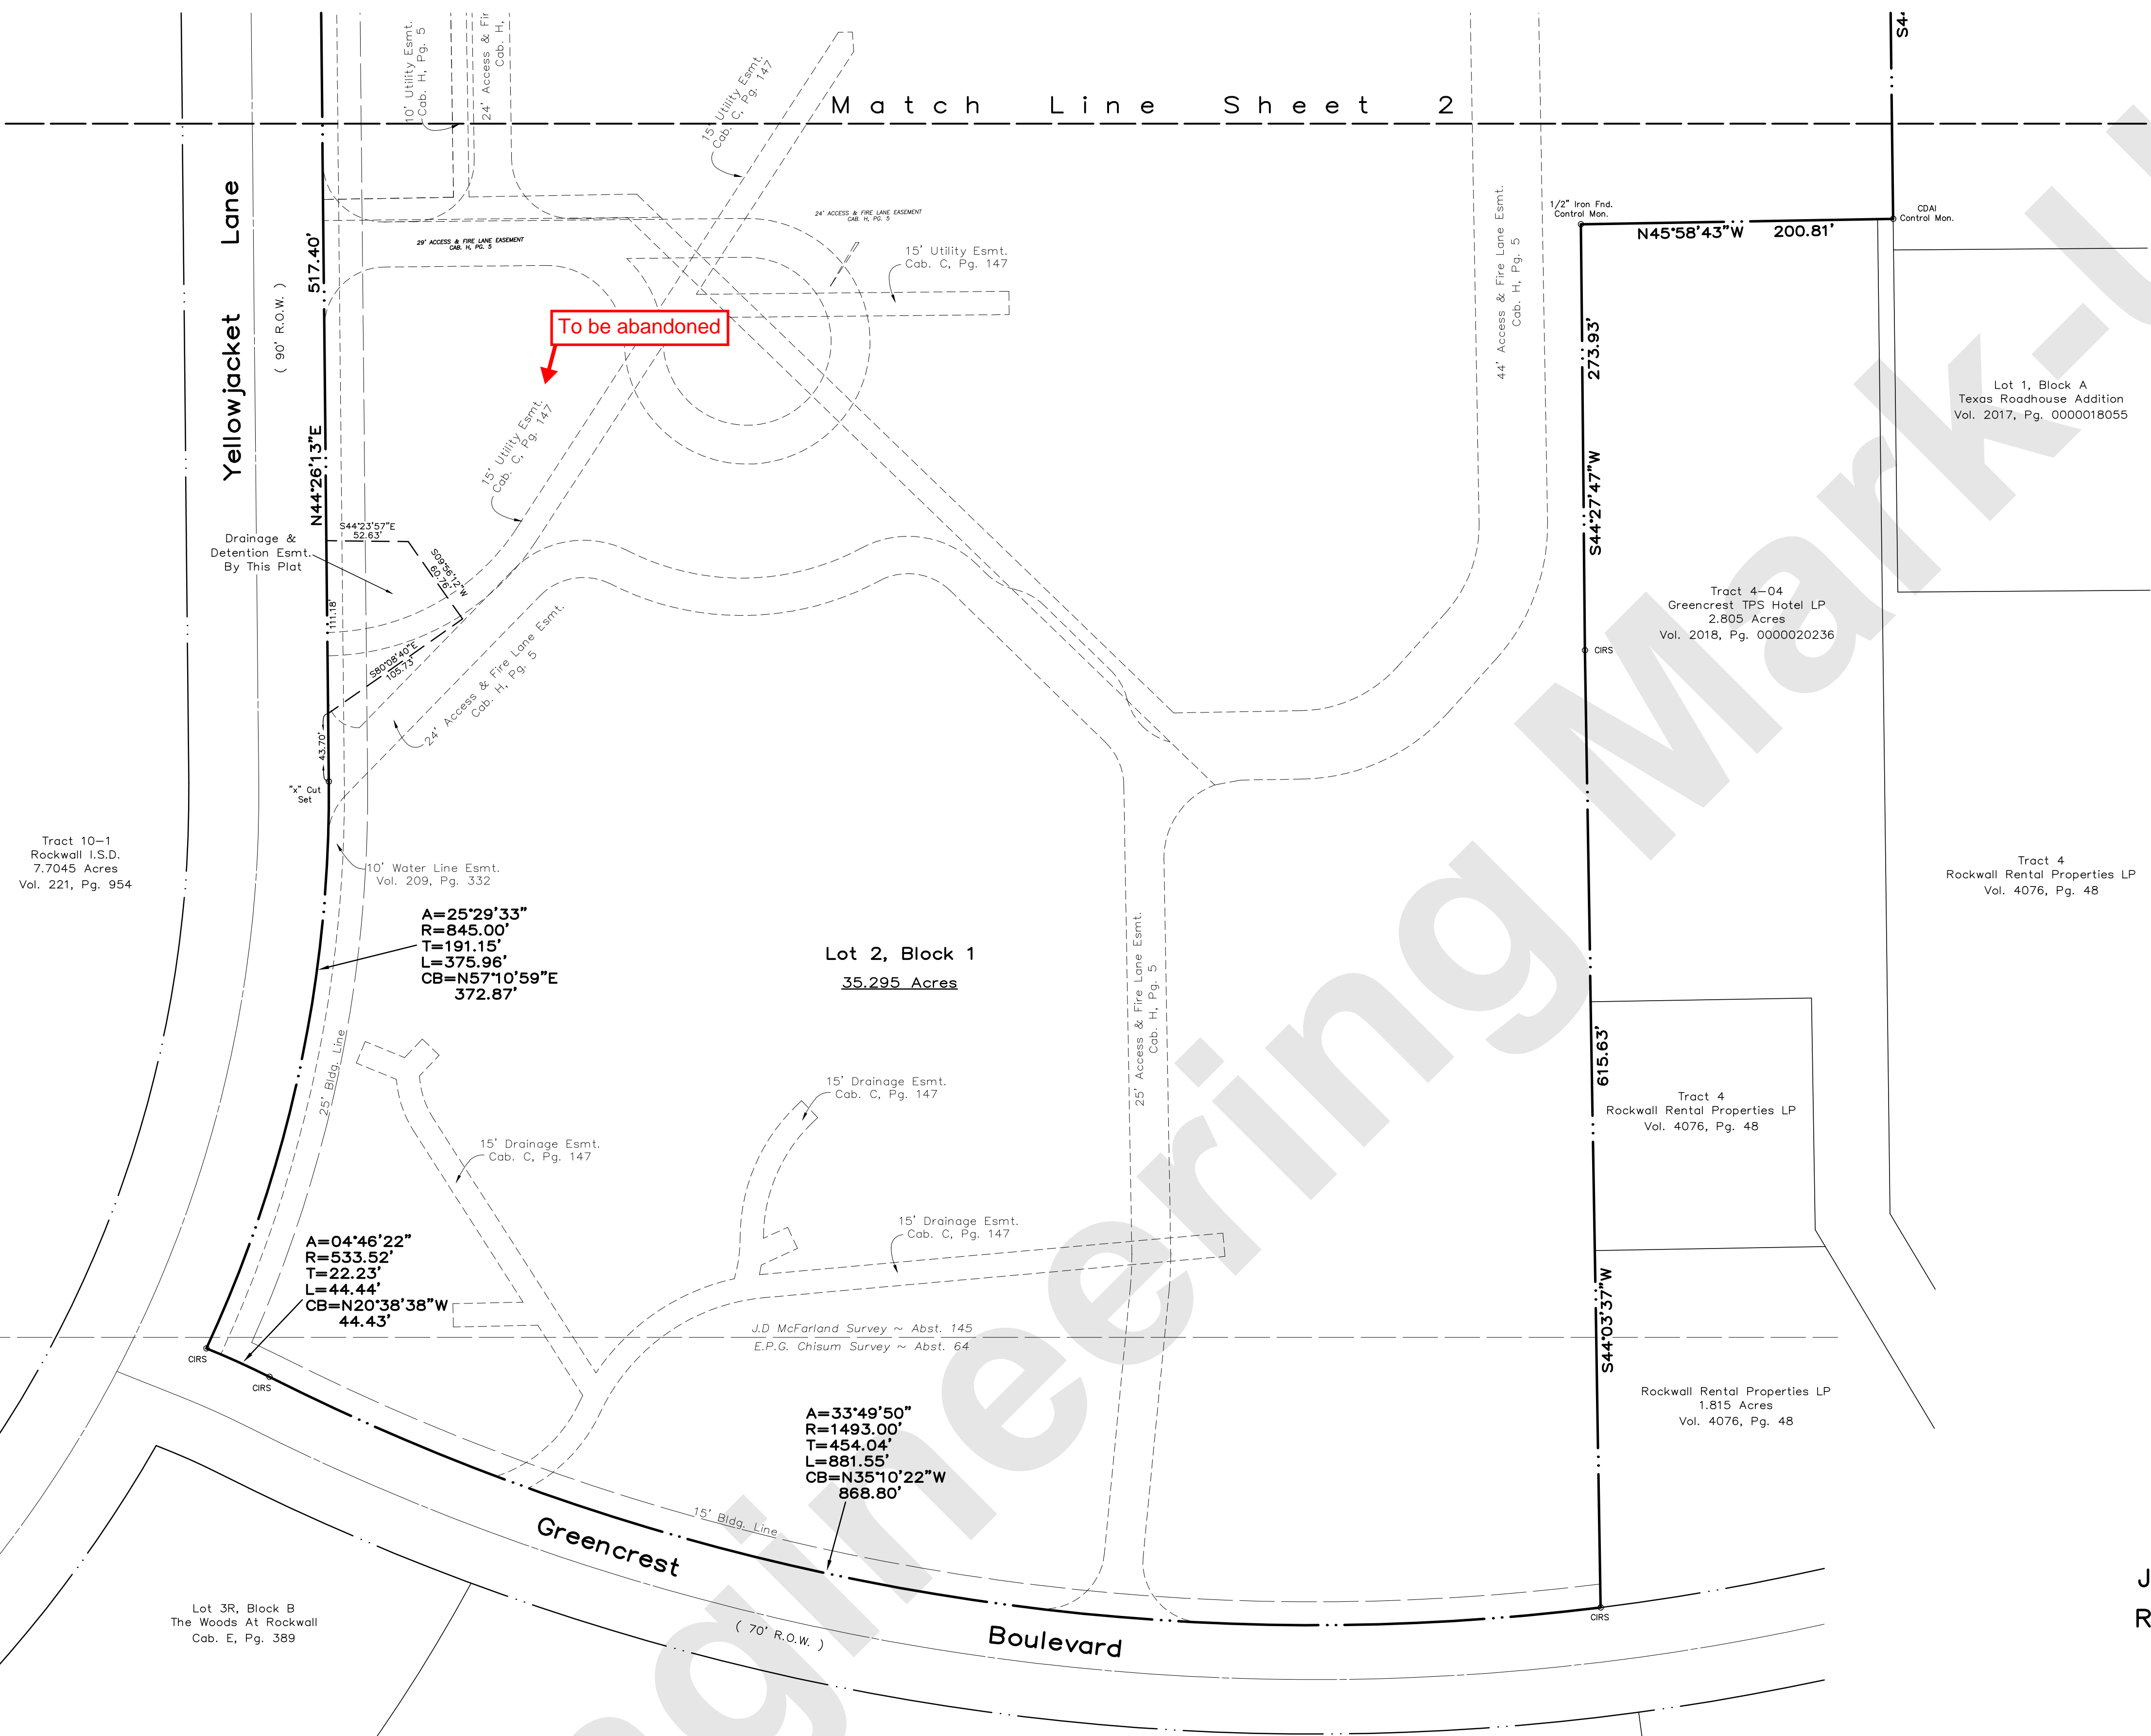 10' Utility Esmt.
Cab. H, Pg. 5
24' Access & Fir
Cab. H,
15' Utility Esmt.
Cab. C, Pg. 147
S44
Match Line Sheet 2
Yellowjacket Lane
( 90' R.O.W. )
517.40'
N44°26'13"E
29' ACCESS & FIRE LANE EASEMENT
CAB. H, PG. 5
24' ACCESS & FIRE LANE EASEMENT
CAB. H, PG. 5
15' Utility Esmt.
Cab. C, Pg. 147
To be abandoned
15' Utility Esmt.
Cab. C, Pg. 147
44' Access & Fire Lane Esmt.
Cab. H, Pg. 5
1/2" Iron Fnd.
Control Mon.
N45°58'43"W 200.81'
CDAI
Control Mon.
273.93'
S44°27'47"W
Lot 1, Block A
Texas Roadhouse Addition
Vol. 2017, Pg. 0000018055
Drainage &
Detention Esmt.
By This Plat
S44°23'57"E
52.63'
S09°56'12"W
60.76'
111.18'
S80°08'40"E
105.73'
43.70'
"x" Cut
Set
24' Access & Fire Lane Esmt.
Cab. H, Pg. 5
Tract 4-04
Greencrest TPS Hotel LP
2.805 Acres
Vol. 2018, Pg. 0000020236
CIRS
Tract 10-1
Rockwall I.S.D.
7.7045 Acres
Vol. 221, Pg. 954
10' Water Line Esmt.
Vol. 209, Pg. 332
A=25°29'33"
R=845.00'
T=191.15'
L=375.96'
CB=N57°10'59"E
372.87'
Lot 2, Block 1
35.295 Acres
25' Access & Fire Lane Esmt.
Cab. H, Pg. 5
Tract 4
Rockwall Rental Properties LP
Vol. 4076, Pg. 48
25' Bldg. Line
15' Drainage Esmt.
Cab. C, Pg. 147
15' Drainage Esmt.
Cab. C, Pg. 147
615.63'
Tract 4
Rockwall Rental Properties LP
Vol. 4076, Pg. 48
15' Drainage Esmt.
Cab. C, Pg. 147
A=04°46'22"
R=533.52'
T=22.23'
L=44.44'
CB=N20°38'38"W
44.43'
S44°03'37"W
J.D McFarland Survey ~ Abst. 145
E.P.G. Chisum Survey ~ Abst. 64
CIRS
CIRS
Rockwall Rental Properties LP
1.815 Acres
Vol. 4076, Pg. 48
A=33°49'50"
R=1493.00'
T=454.04'
L=881.55'
CB=N35°10'22"W
868.80'
15' Bldg. Line
Greencrest Boulevard
( 70' R.O.W. )
CIRS
Lot 3R, Block B
The Woods At Rockwall
Cab. E, Pg. 389
J
R
ngineering Mark-U